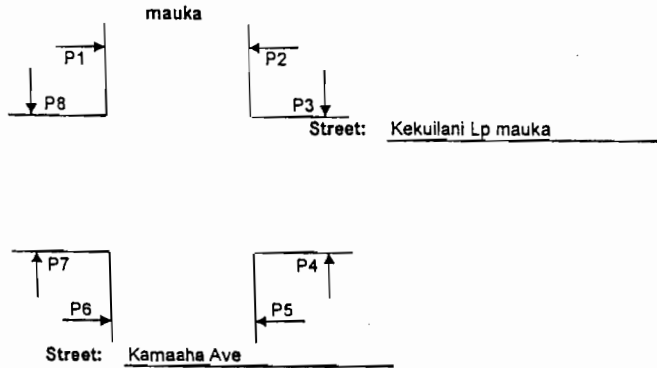 mauka
P1 P2
P8 P3
Street: Kekuilani Lp mauka
P7 P4
P6 P5
Street: Kamaaha Ave